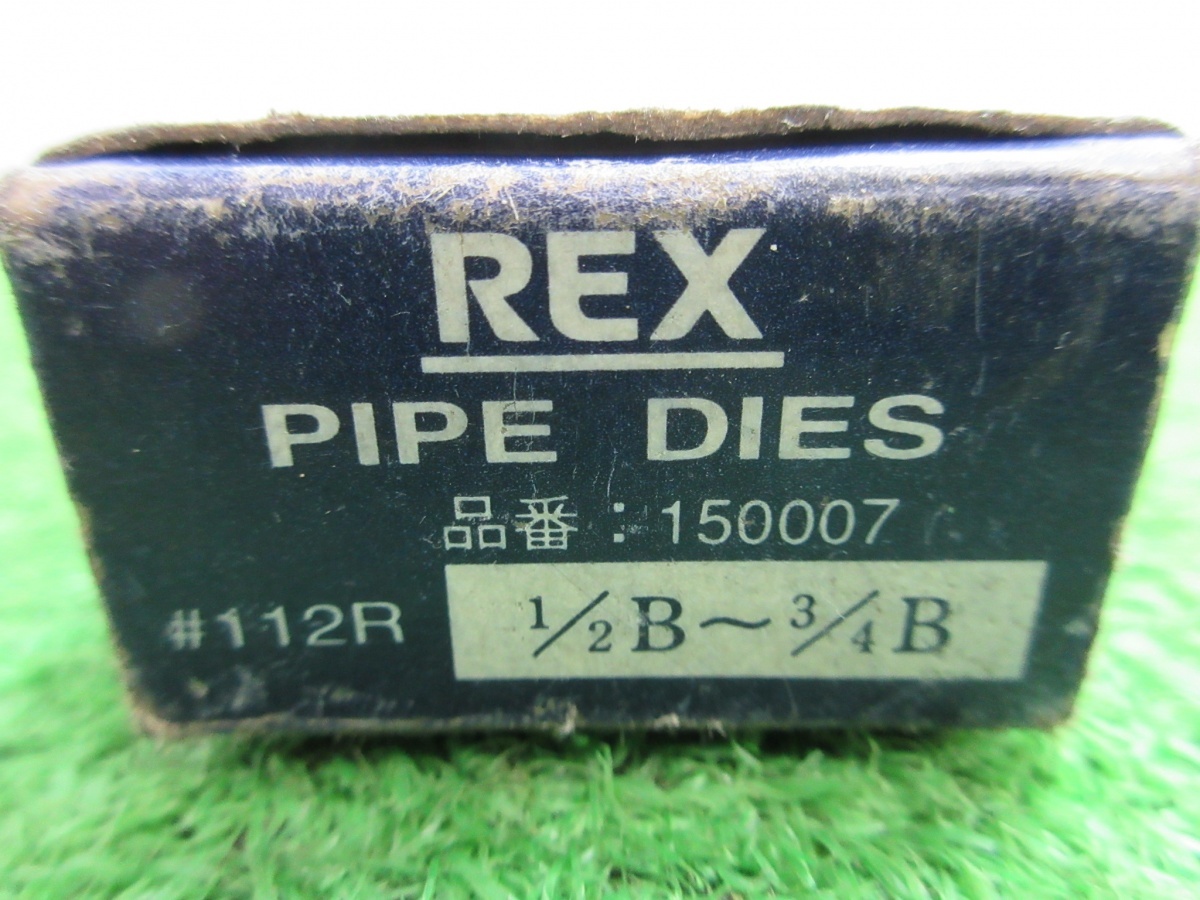 REX
PIPE DIES
品番：150007
#112R
1/2B～3/4B